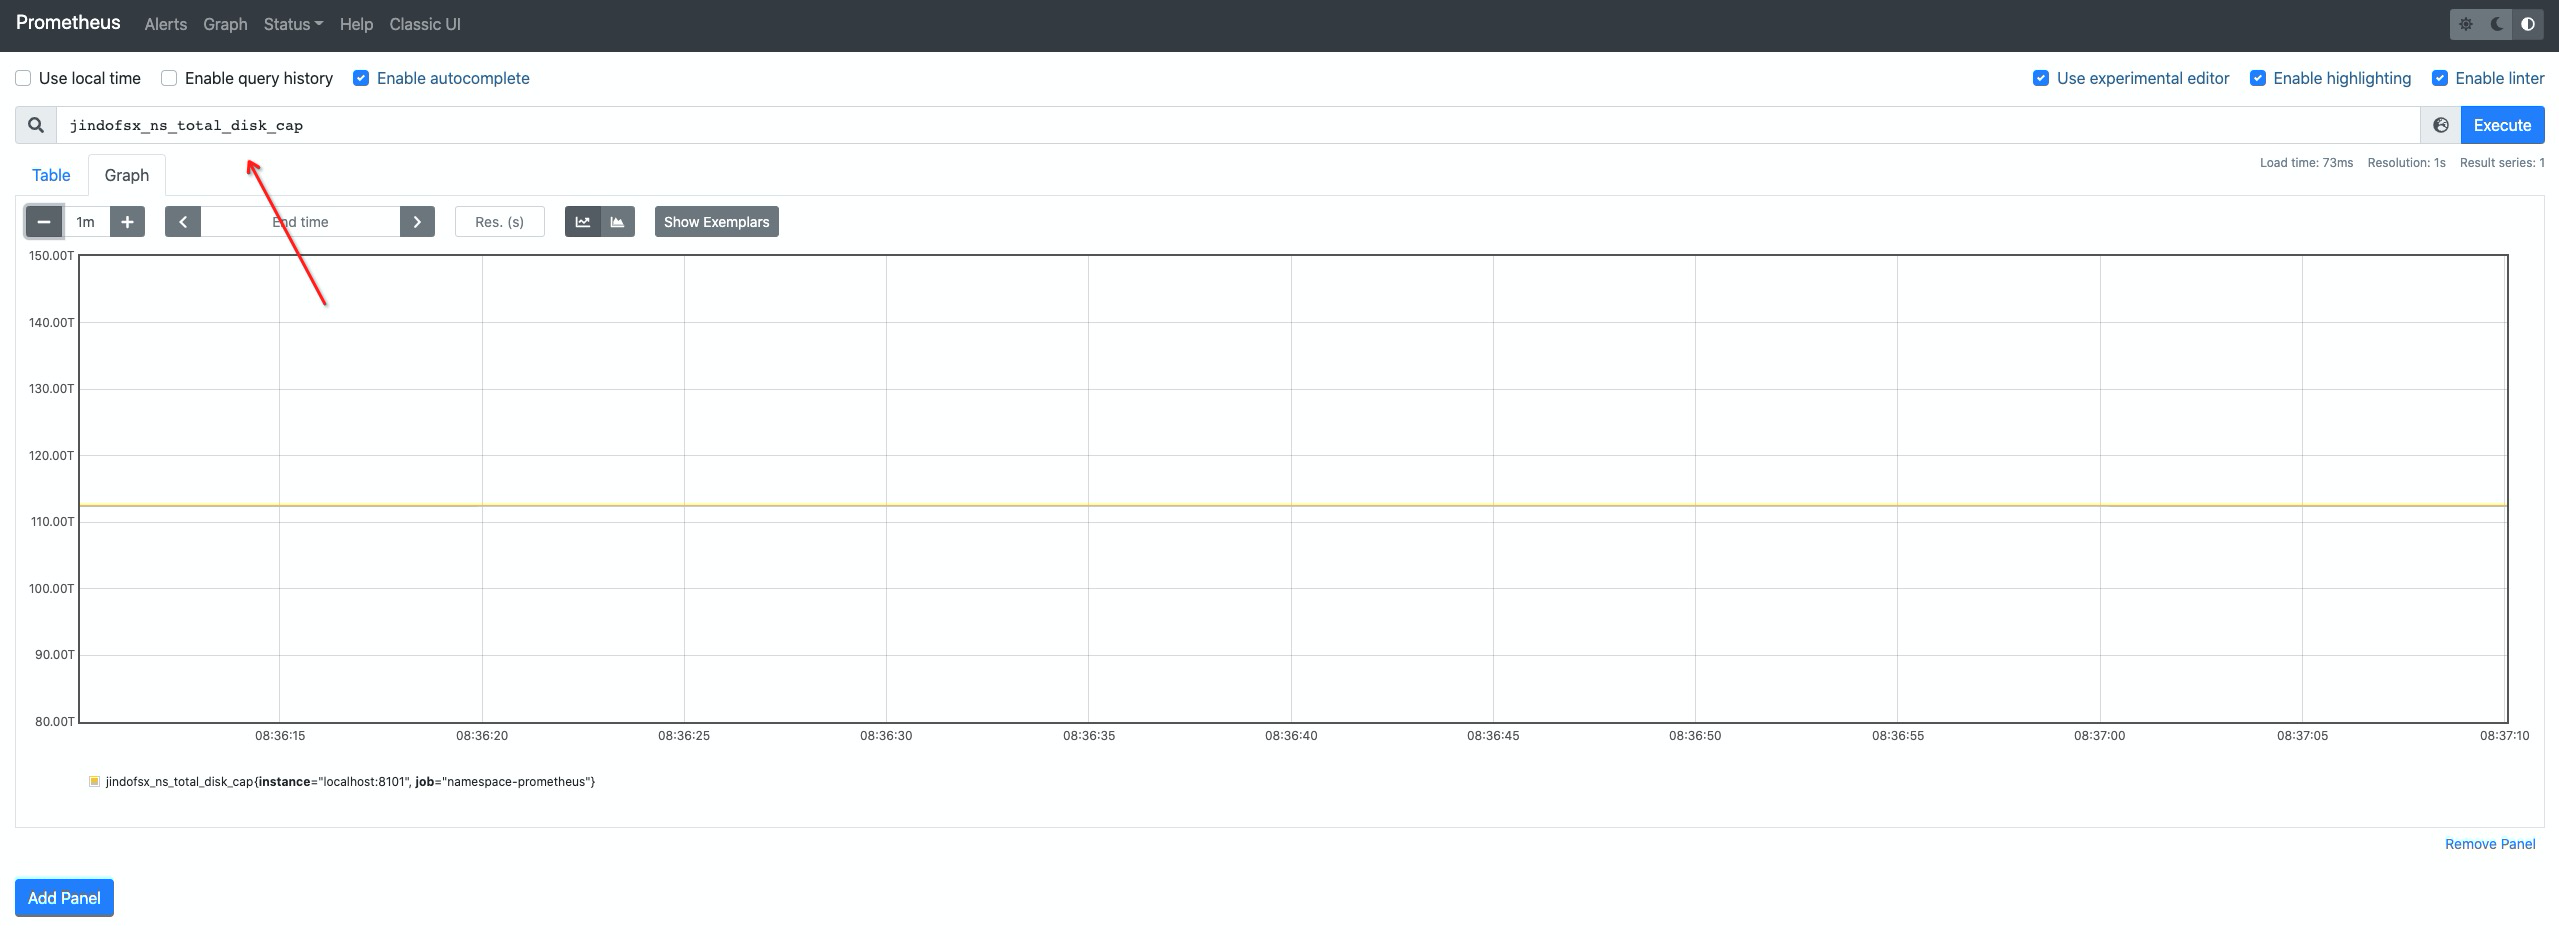 Prometheus Alerts Graph Status Help Classic UI
Use local time Enable query history Enable autocomplete Use experimental editor Enable highlighting Enable linter
jindofsx_ns_total_disk_cap Execute
Table Graph Load time: 73ms Resolution: 1s Result series: 1
1m End time Res. (s) Show Exemplars
150.00T
140.00T
130.00T
120.00T
110.00T
100.00T
90.00T
80.00T
08:36:15 08:36:20 08:36:25 08:36:30 08:36:35 08:36:40 08:36:45 08:36:50 08:36:55 08:37:00 08:37:05 08:37:10
jindofsx_ns_total_disk_cap{instance="localhost:8101", job="namespace-prometheus"}
Remove Panel
Add Panel